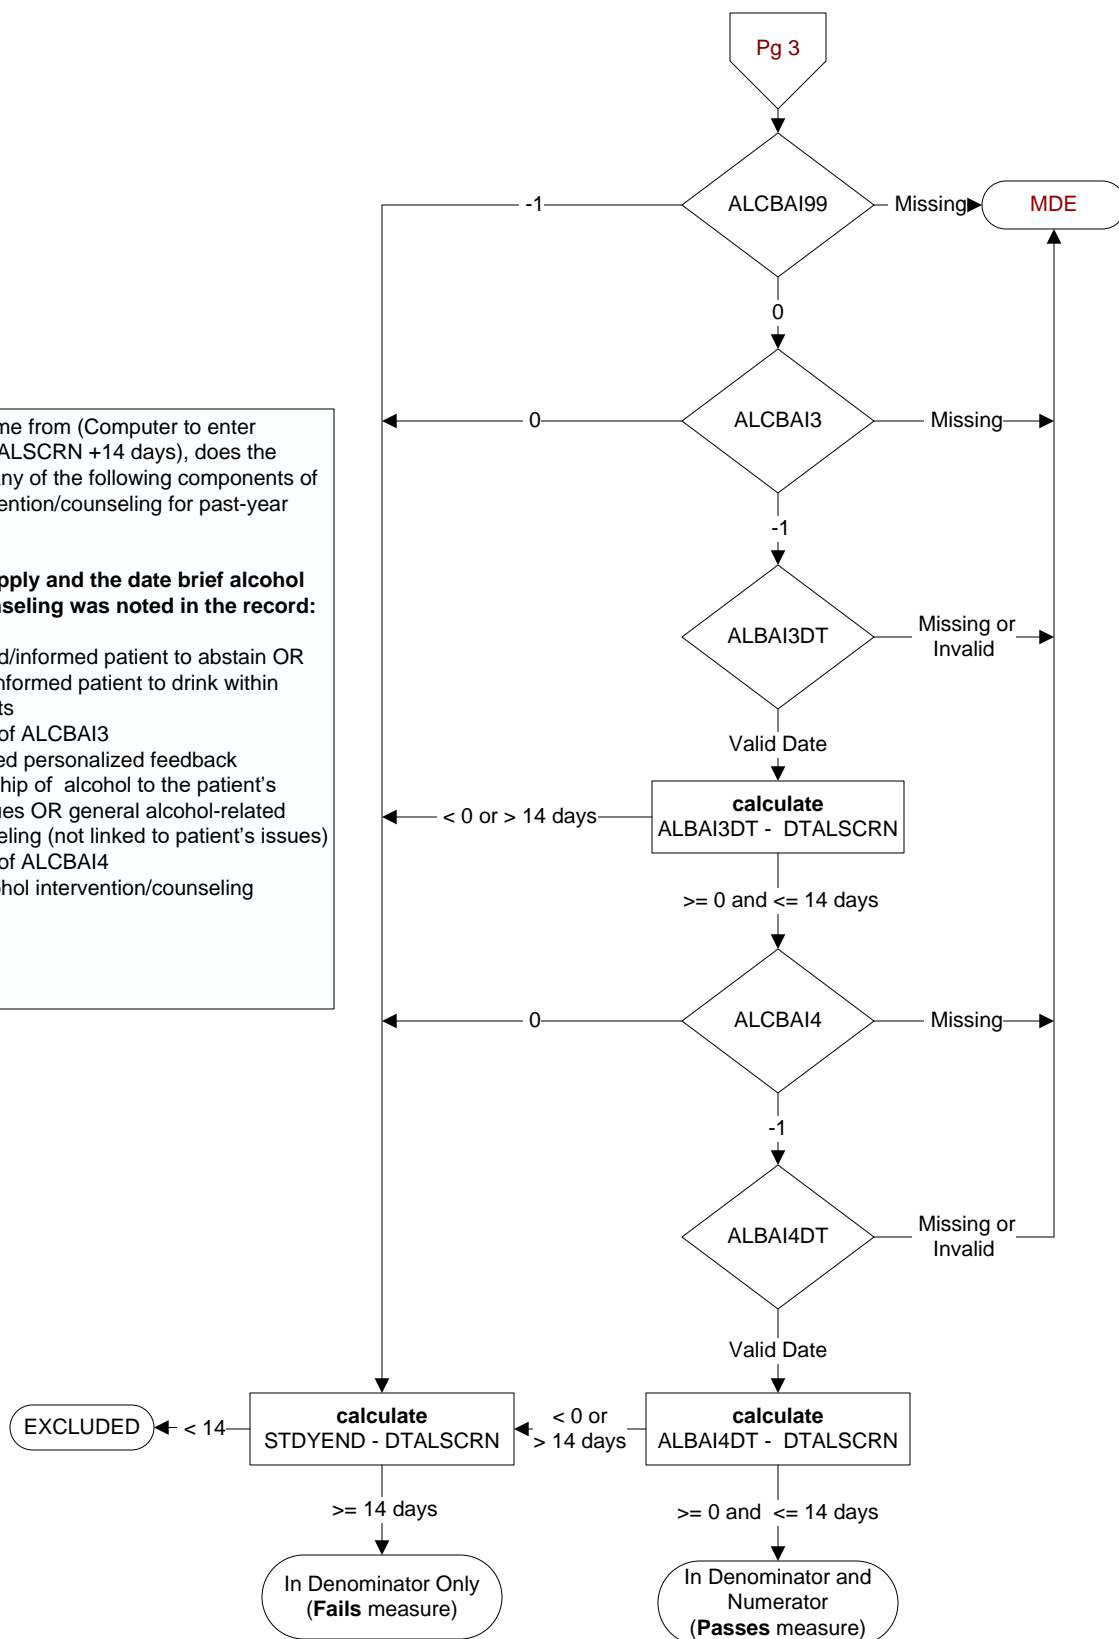 Pg 3
ALCBAI99
-1
Missing
MDE
0
ALCBAI3
0
Missing
-1
me from (Computer to enter
ALSCRN +14 days), does the
any of the following components of
ention/counseling for past-year
pply and the date brief alcohol
nseling was noted in the record:
d/informed patient to abstain OR
informed patient to drink within
ts
of ALCBAI3
ed personalized feedback
hip of  alcohol to the patient's
ues OR general alcohol-related
eling (not linked to patient's issues)
of ALCBAI4
ohol intervention/counseling
ALBAI3DT
Missing or
Invalid
Valid Date
calculate
ALBAI3DT -  DTALSCRN
< 0 or > 14 days
>= 0 and <= 14 days
ALCBAI4
0
Missing
-1
ALBAI4DT
Missing or
Invalid
Valid Date
calculate
ALBAI4DT -  DTALSCRN
< 0 or
> 14 days
calculate
STDYEND - DTALSCRN
< 14
EXCLUDED
>= 14 days
>= 0 and  <= 14 days
In Denominator Only
(Fails measure)
In Denominator and
Numerator
(Passes measure)